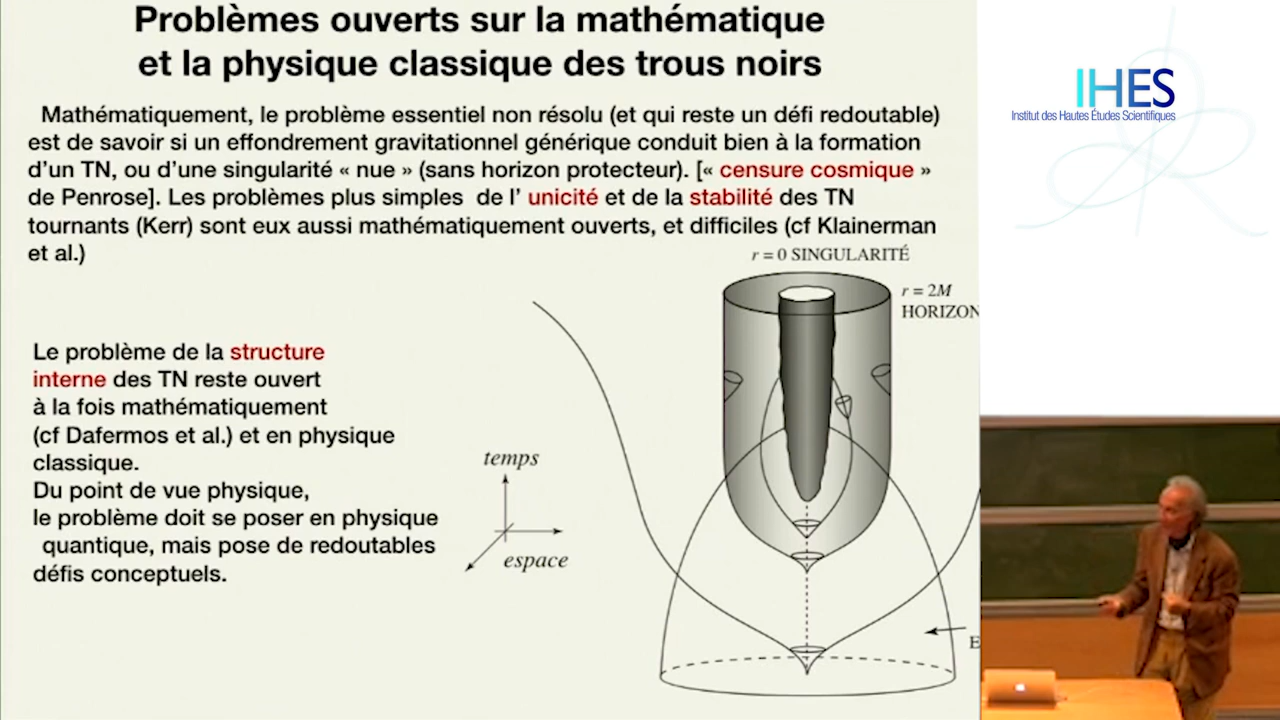 Problèmes ouverts sur la mathématique
et la physique classique des trous noirs
Mathématiquement, le problème essentiel non résolu (et qui reste un défi redoutable)
est de savoir si un effondrement gravitationnel générique conduit bien à la formation
d’un TN, ou d’une singularité « nue » (sans horizon protecteur). [« censure cosmique »
de Penrose]. Les problèmes plus simples de l’ unicité et de la stabilité des TN
tournants (Kerr) sont eux aussi mathématiquement ouverts, et difficiles (cf Klainerman
et al.)
r = 0 SINGULARITÉ
r = 2M
HORIZON
Le problème de la structure
interne des TN reste ouvert
à la fois mathématiquement
(cf Dafermos et al.) et en physique
classique.
Du point de vue physique,
le problème doit se poser en physique
quantique, mais pose de redoutables
défis conceptuels.
temps
espace
E
IHES
Institut des Hautes Études Scientifiques